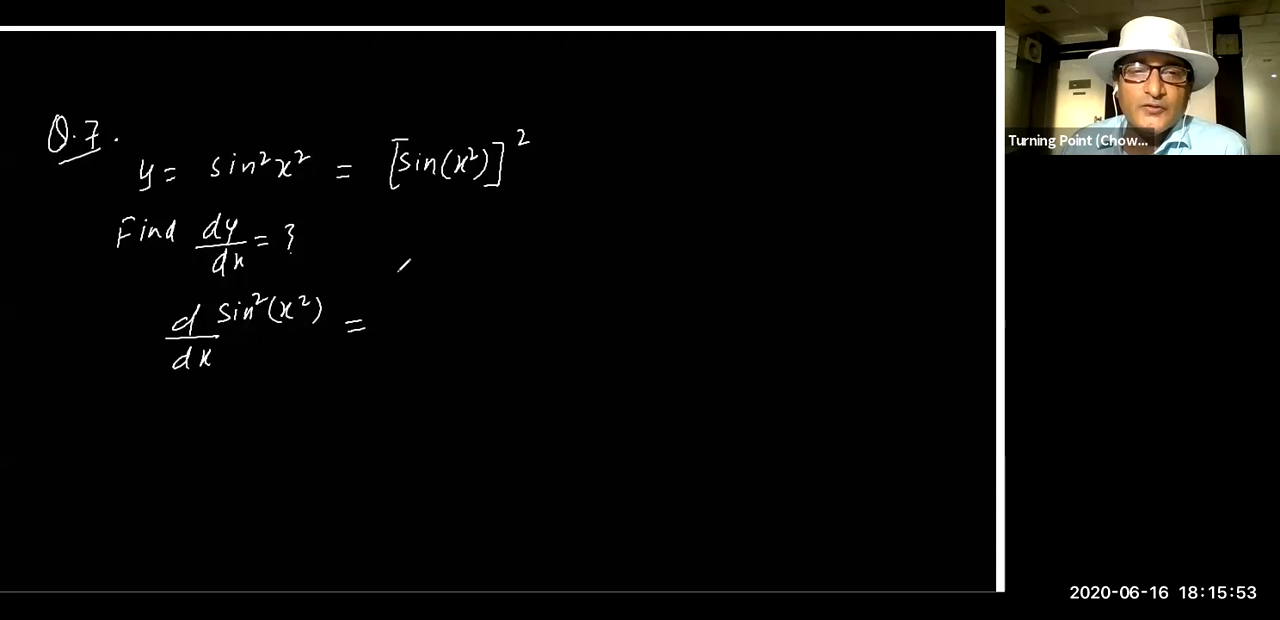 Q.7.
y = sin²x² = [sin(x²)]²
Find dy/dx = ?
d/dx sin²(x²) =
Turning Point (Chow...
2020-06-16 18:15:53